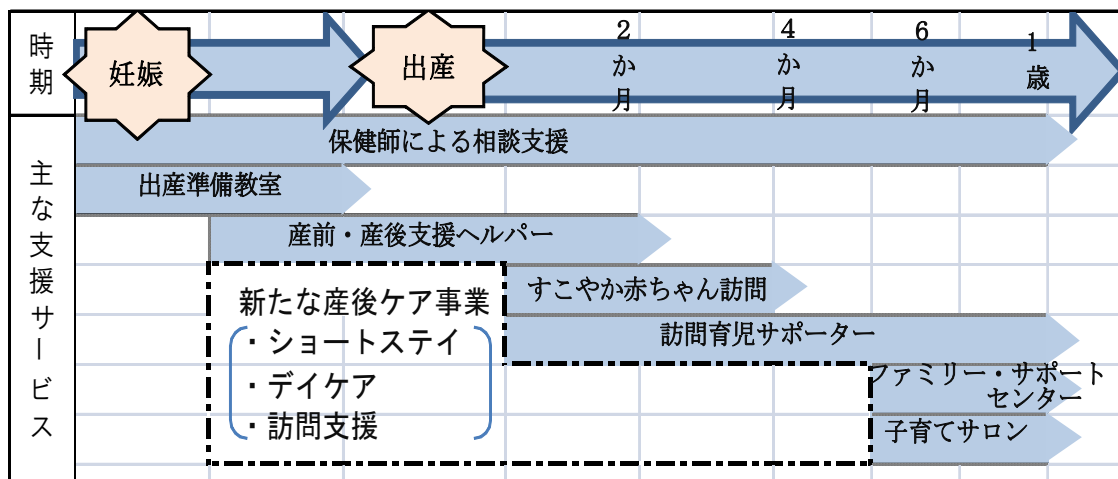 時期
妊娠
出産
2か月
4か月
6か月
1歳
主な支援サービス
保健師による相談支援
出産準備教室
産前・産後支援ヘルパー
新たな産後ケア事業
・ショートステイ
・デイケア
・訪問支援
すこやか赤ちゃん訪問
訪問育児サポーター
ファミリー・サポート
センター
子育てサロン